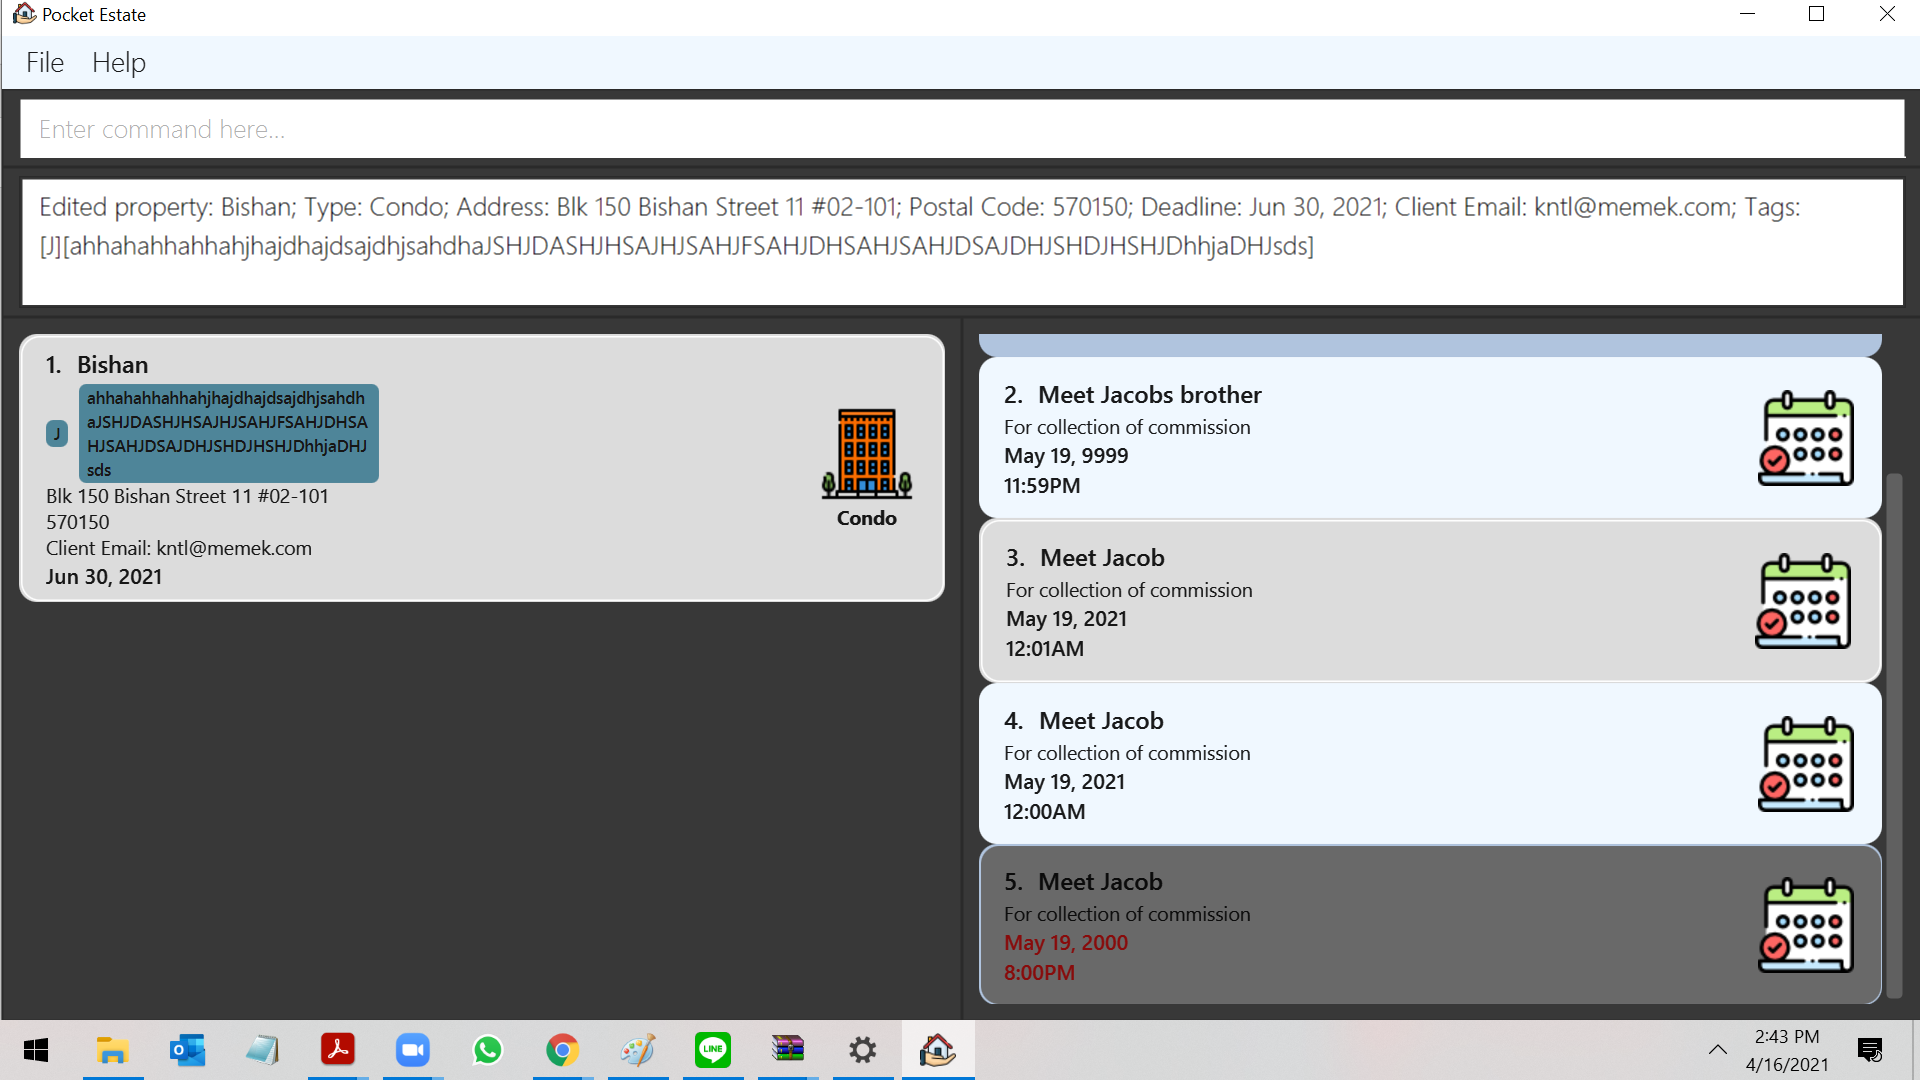 Pocket Estate
File Help
Enter command here...
Edited property: Bishan; Type: Condo; Address: Blk 150 Bishan Street 11 #02-101; Postal Code: 570150; Deadline: Jun 30, 2021; Client Email: kntl@memek.com; Tags:
[J][ahhahahhahhahjhajdhajdsajdhjsahdhaJSHJDASHJHSAJHJSAHJFSAHJDHSAHJSAHJDSAJDHJSHDJHSHJDhhjaDHJsds]
1. Bishan
J
ahhahahhahhahjhajdhajdsajdhjsahdh
aJSHJDASHJHSAJHJSAHJFSAHJDHSA
HJSAHJDSAJDHJSHDJHSHJDhhjaDHJ
sds
Blk 150 Bishan Street 11 #02-101
570150
Client Email: kntl@memek.com
Jun 30, 2021
Condo
2. Meet Jacobs brother
For collection of commission
May 19, 9999
11:59PM
3. Meet Jacob
For collection of commission
May 19, 2021
12:01AM
4. Meet Jacob
For collection of commission
May 19, 2021
12:00AM
5. Meet Jacob
For collection of commission
May 19, 2000
8:00PM
LINE
2:43 PM
4/16/2021